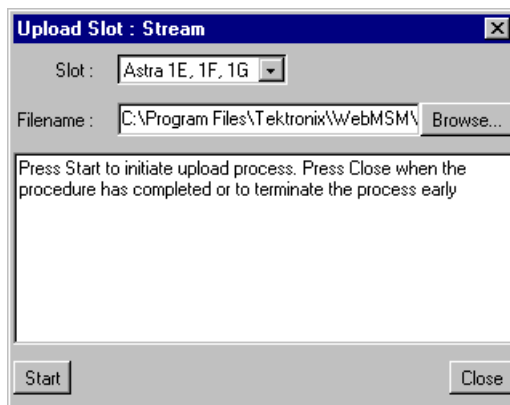 Upload Slot : Stream
Slot : Astra 1E, 1F, 1G
Filename : C:\Program Files\Tektronix\WebMSM\ Browse...
Press Start to initiate upload process. Press Close when the
procedure has completed or to terminate the process early
Start Close